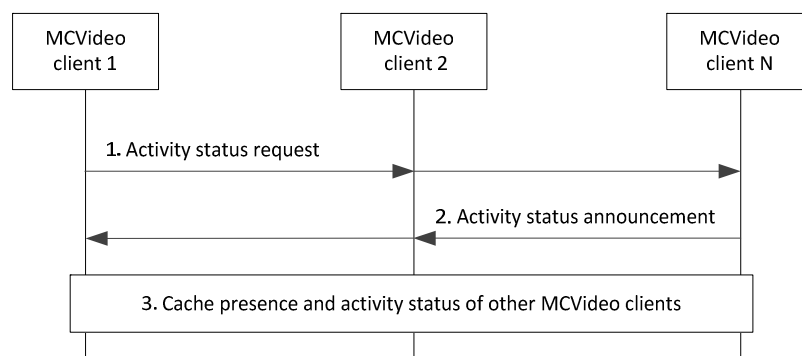 MCVideo
client 1
MCVideo
client 2
MCVideo
client N
1. Activity status request
2. Activity status announcement
3. Cache presence and activity status of other MCVideo clients